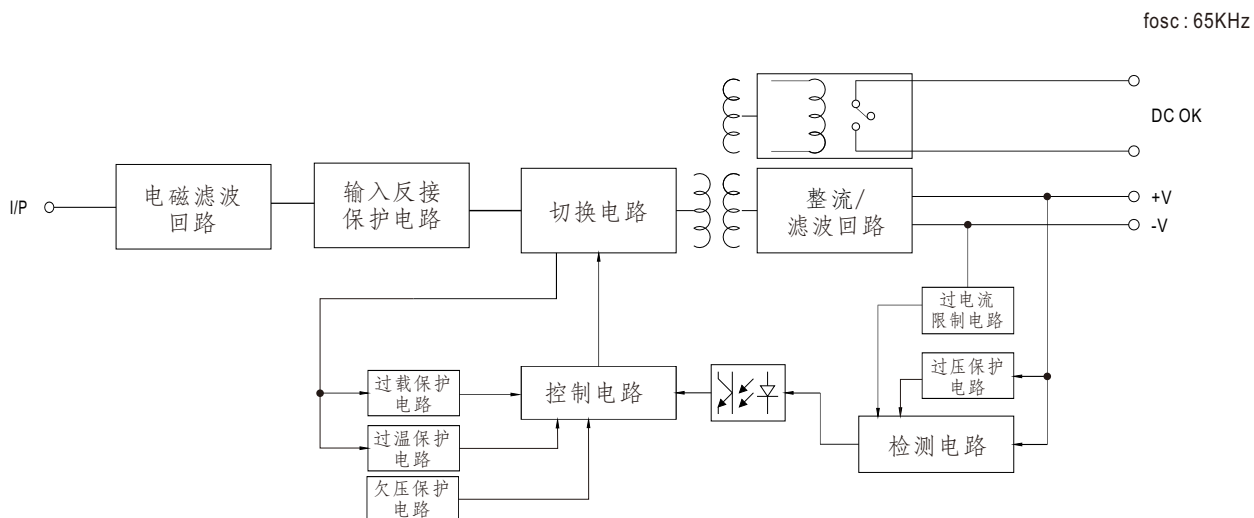 fosc : 65KHz
DC OK
I/P
电磁滤波
回路
输入反接
保护电路
切换电路
整流/
滤波回路
+V
-V
过电流
限制电路
过载保护
电路
控制电路
过压保护
电路
过温保护
电路
检测电路
欠压保护
电路